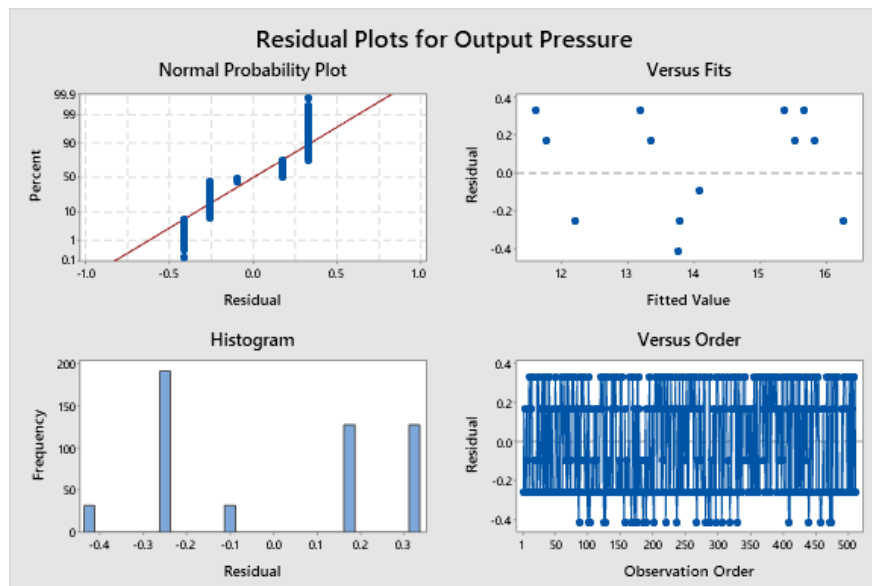 Residual Plots for Output Pressure
Normal Probability Plot
99.9
99
90
50
10
1
0.1
Percent
-1.0 -0.5 0.0 0.5 1.0
Residual
Versus Fits
0.4
0.2
0.0
-0.2
-0.4
Residual
12 13 14 15 16
Fitted Value
Histogram
200
150
100
50
0
Frequency
-0.4 -0.3 -0.2 -0.1 0.0 0.1 0.2 0.3
Residual
Versus Order
0.4
0.2
0.0
-0.2
-0.4
Residual
1 50 100 150 200 250 300 350 400 450 500
Observation Order